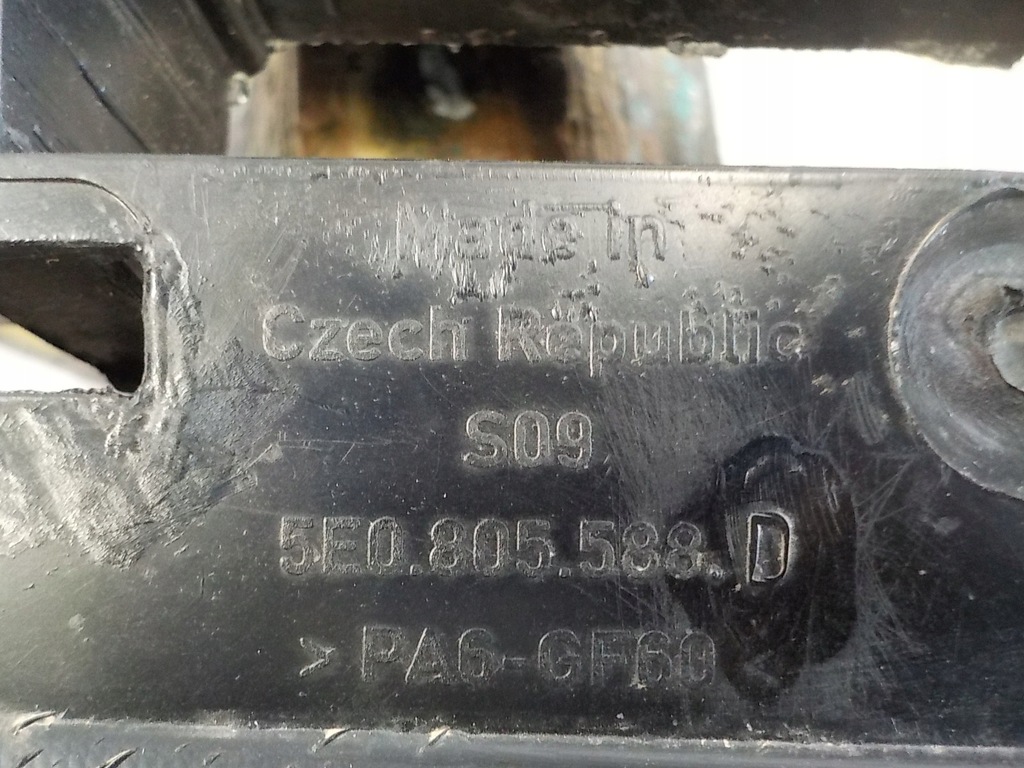 Made in
Czech Republic
S09
5E0.805.588.D
> PA6-GF60